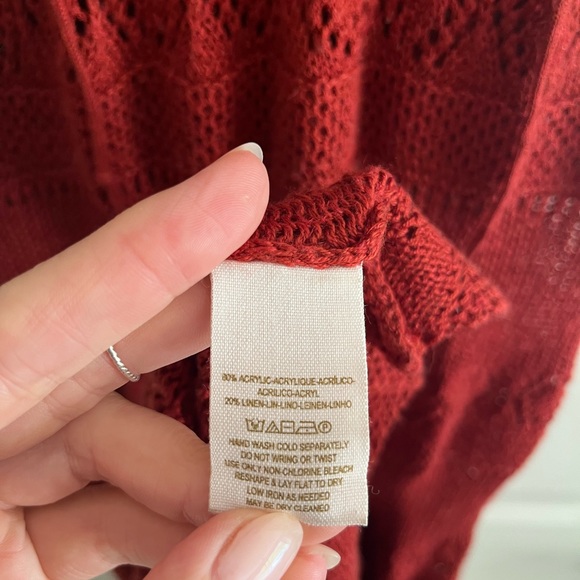 80% ACRYLIC-ACRYLIQUE-ACRÍLICO-
ACRILICO-ACRYL
20% LINEN-LIN-LINO-LEINEN-LINHO
HAND WASH COLD SEPARATELY
DO NOT WRING OR TWIST
USE ONLY NON-CHLORINE BLEACH
RESHAPE & LAY FLAT TO DRY
LOW IRON AS NEEDED
MAY BE DRY CLEANED